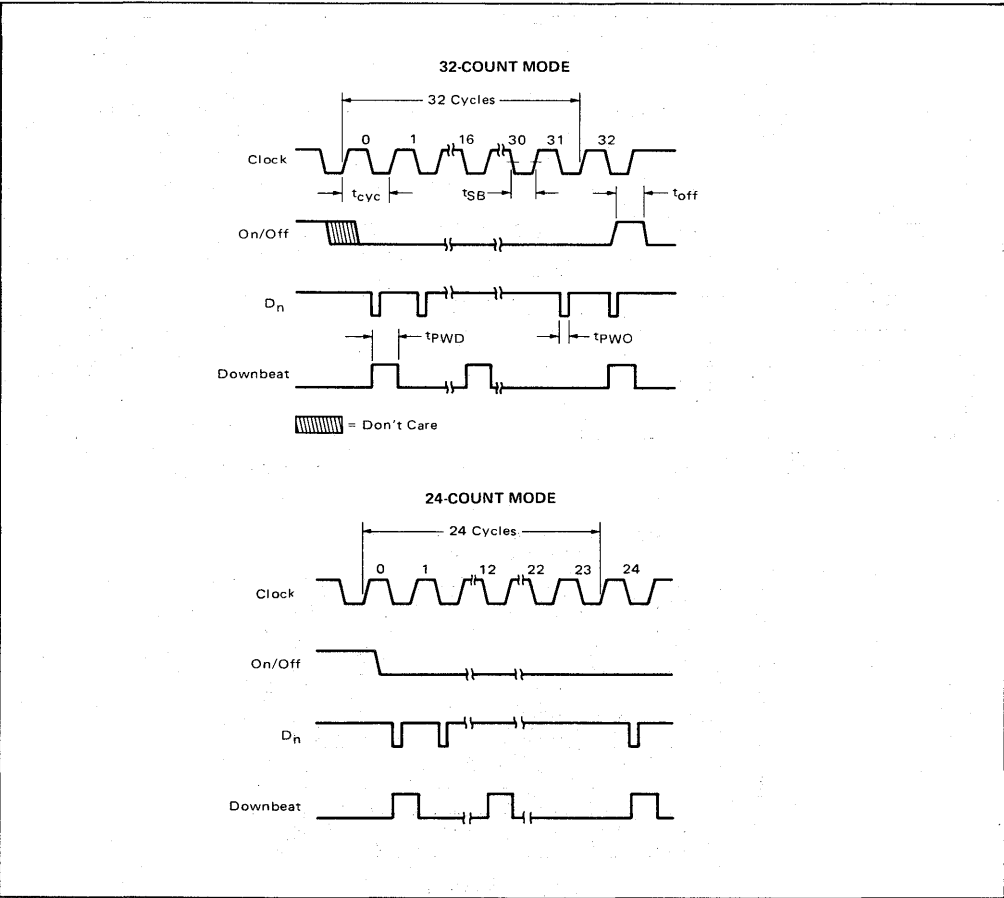 32-COUNT MODE
32 Cycles
0 1 16 30 31 32
Clock
tcyc tSB toff
On/Off
Dn
tPWD tPWO
Downbeat
= Don't Care
24-COUNT MODE
24 Cycles
0 1 12 22 23 24
Clock
On/Off
Dn
Downbeat